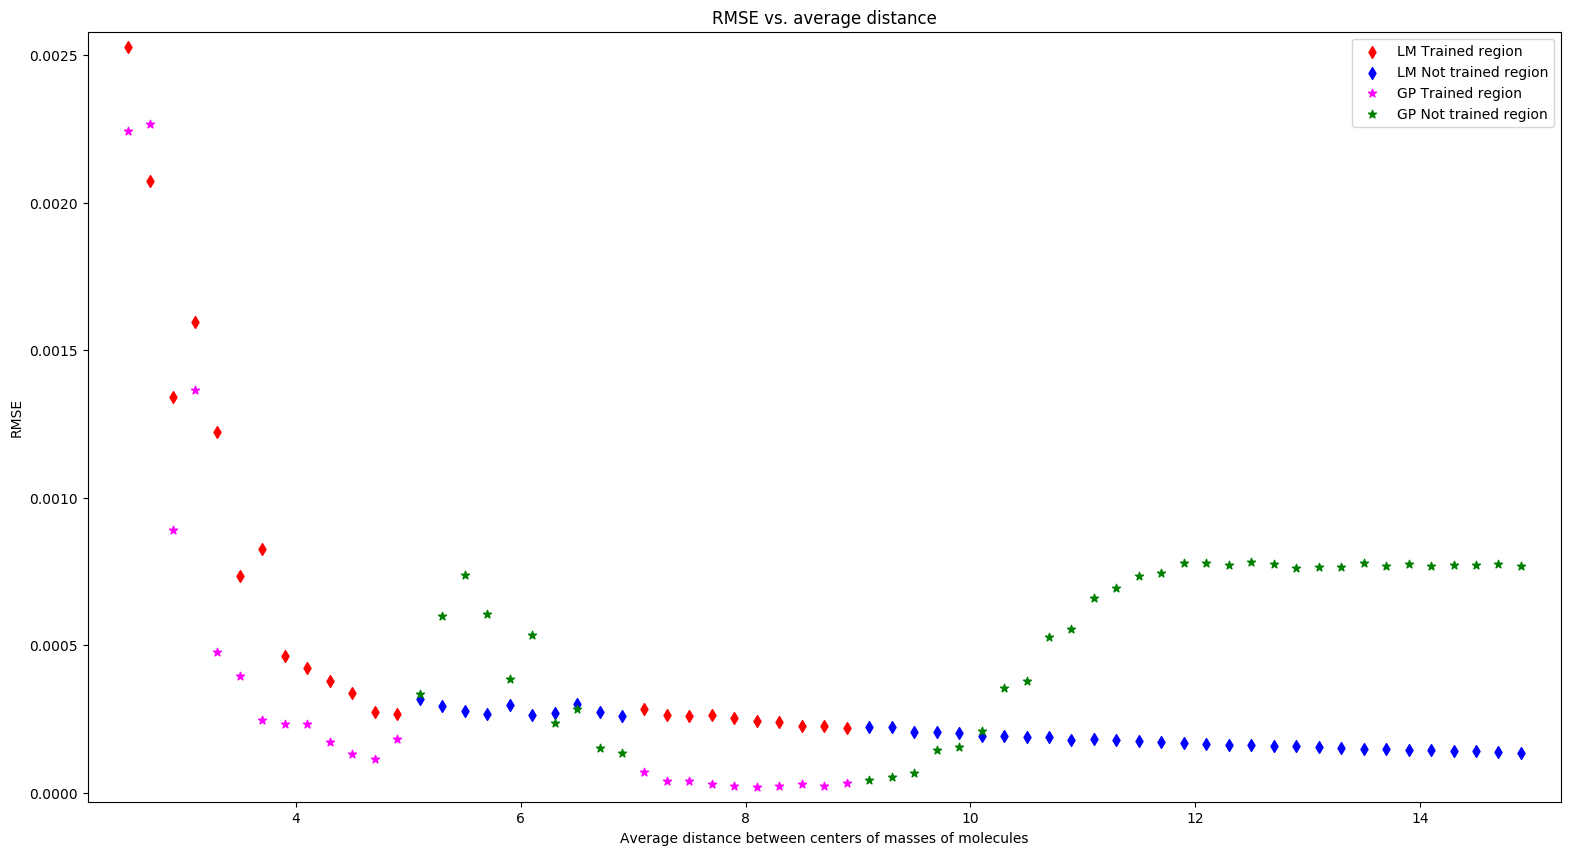 RMSE vs. average distance
LM Trained region
LM Not trained region
GP Trained region
GP Not trained region
RMSE
0.0025
0.0020
0.0015
0.0010
0.0005
0.0000
4
6
8
10
12
14
Average distance between centers of masses of molecules